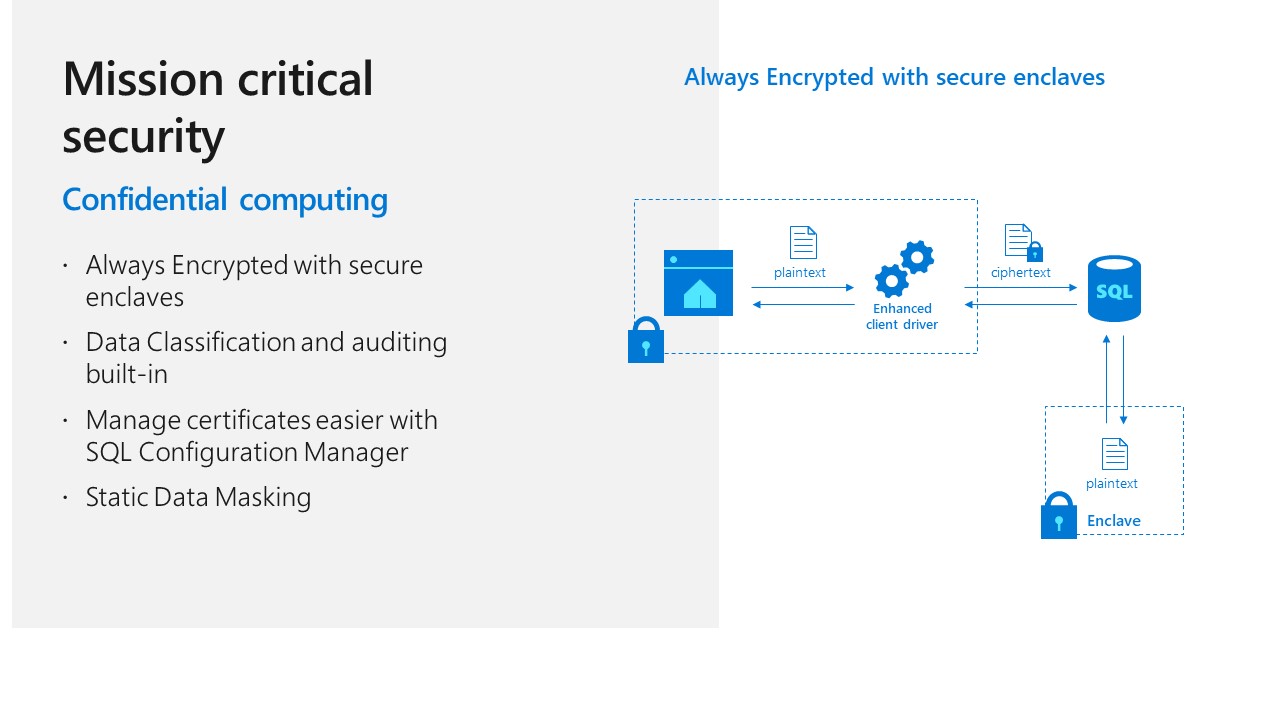 Mission critical
security
Confidential computing
· Always Encrypted with secure
enclaves
· Data Classification and auditing
built-in
· Manage certificates easier with
SQL Configuration Manager
· Static Data Masking
Always Encrypted with secure enclaves
plaintext
Enhanced
client driver
ciphertext
SQL
plaintext
Enclave